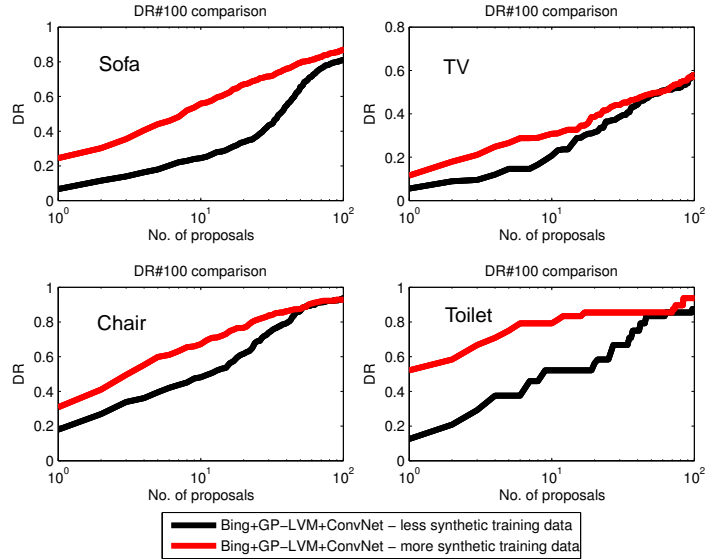 DR#100 comparison
1
0.8
0.6
0.4
0.2
0
DR
Sofa
10^0 10^1 10^2
No. of proposals
DR#100 comparison
0.8
0.6
0.4
0.2
0
DR
TV
10^0 10^1 10^2
No. of proposals
DR#100 comparison
1
0.8
0.6
0.4
0.2
0
DR
Chair
10^0 10^1 10^2
No. of proposals
DR#100 comparison
1
0.8
0.6
0.4
0.2
0
DR
Toilet
10^0 10^1 10^2
No. of proposals
Bing+GP−LVM+ConvNet − less synthetic training data
Bing+GP−LVM+ConvNet − more synthetic training data